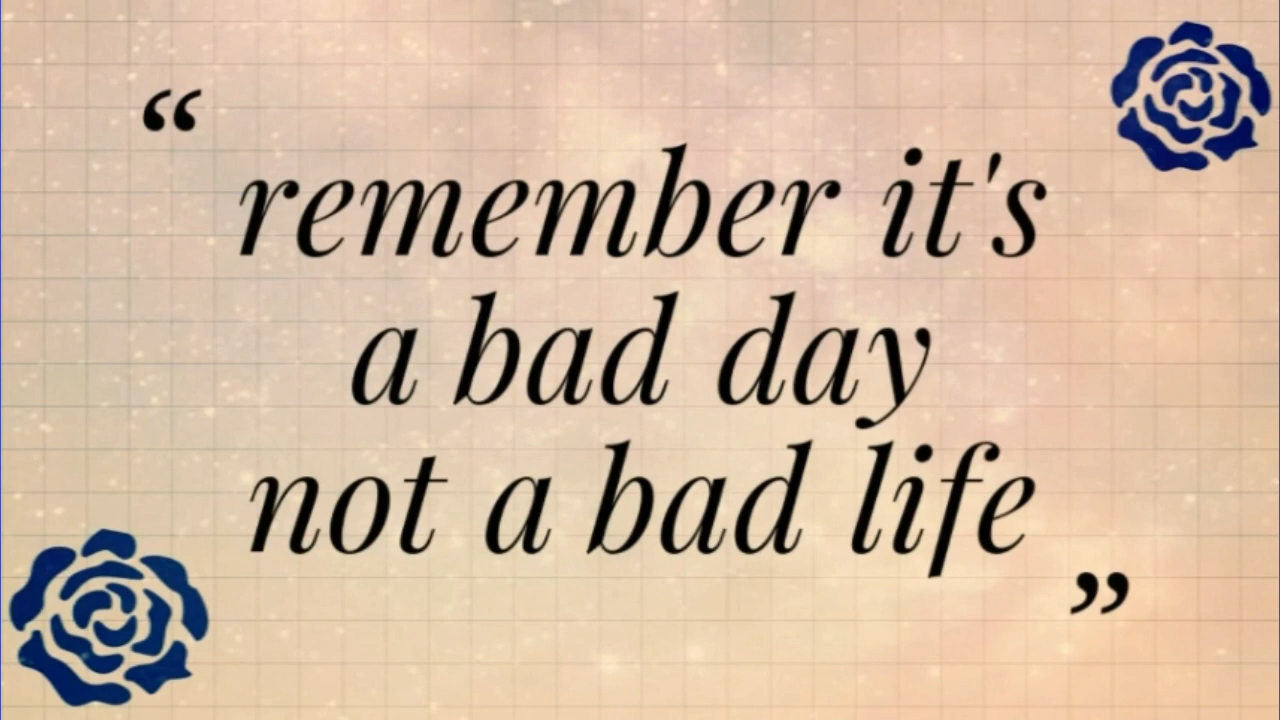 “ remember it's
a bad day
not a bad life ”